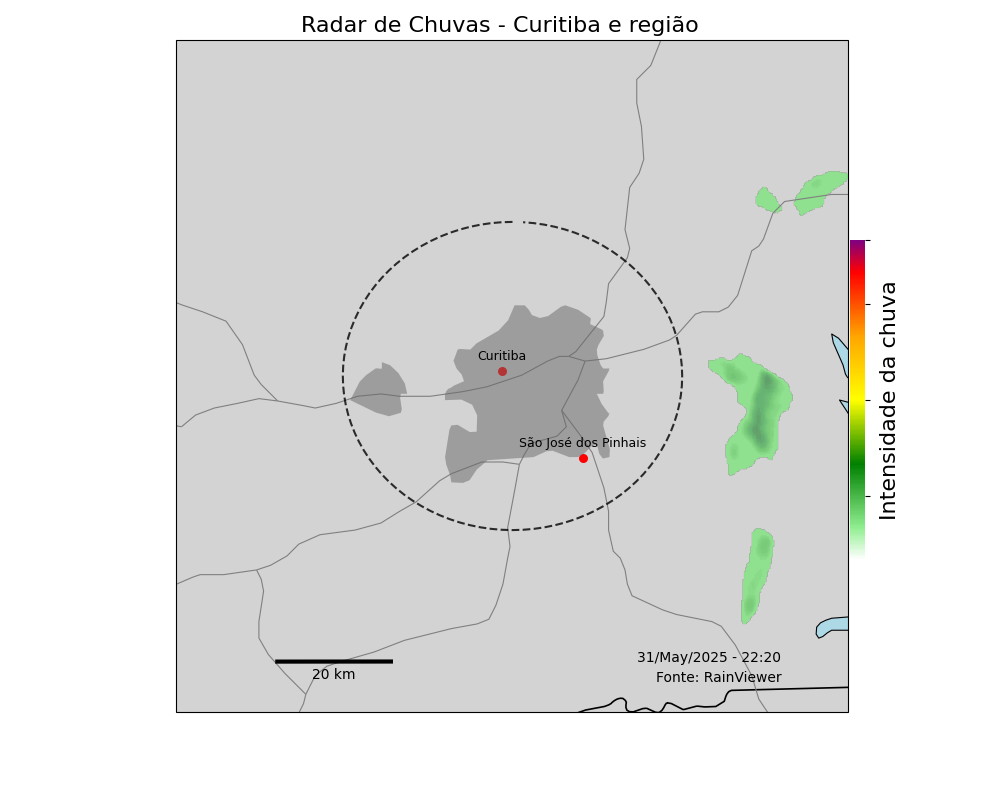 Radar de Chuvas - Curitiba e região
Curitiba
São José dos Pinhais
Intensidade da chuva
31/May/2025 - 22:20
20 km
Fonte: RainViewer